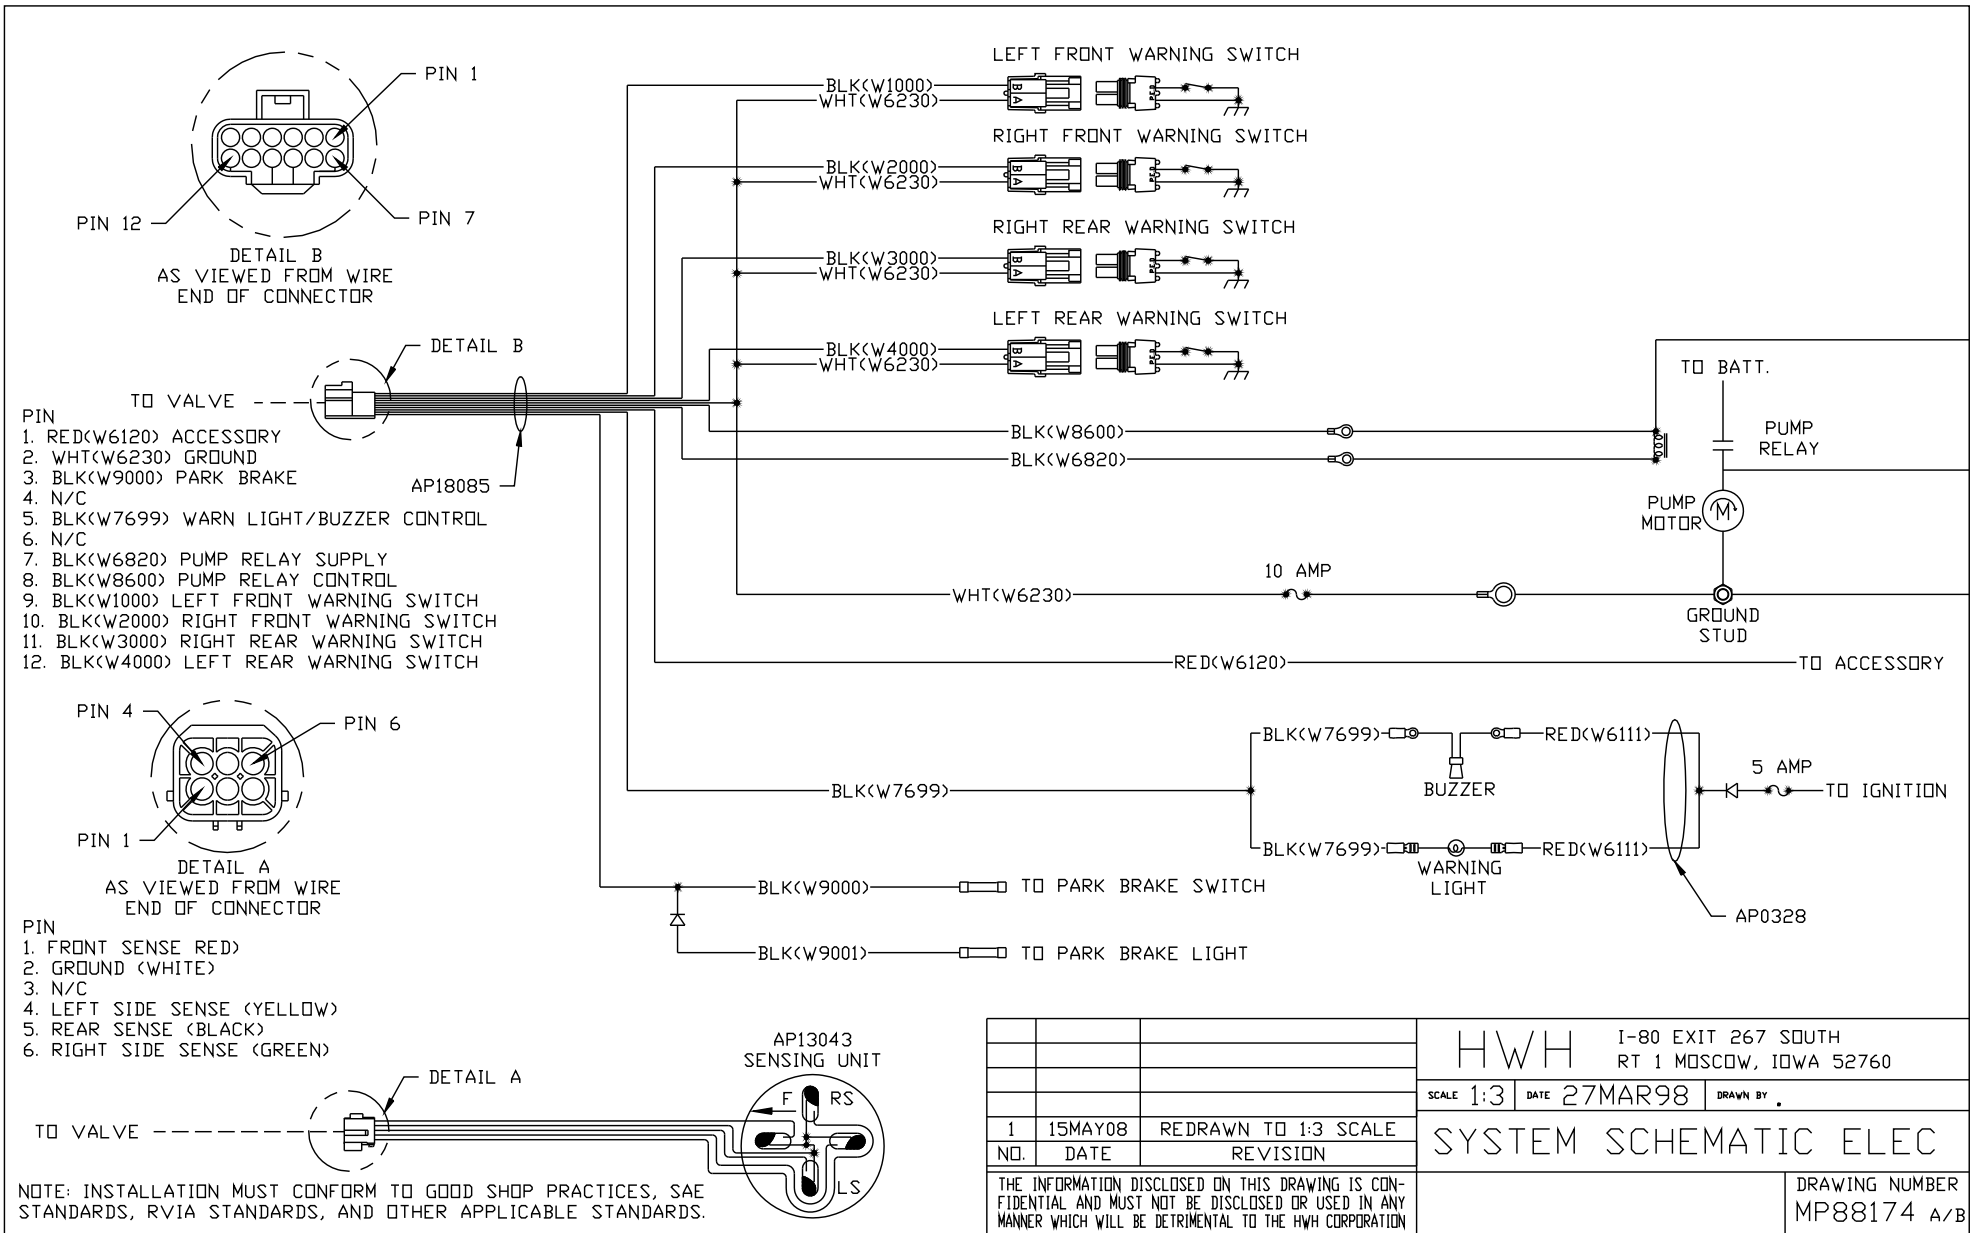 PIN 1
PIN 12
PIN 7
DETAIL B
AS VIEWED FROM WIRE
END OF CONNECTOR
DETAIL B
TO VALVE
AP18085
PIN
1. RED(W6120) ACCESSORY
2. WHT(W6230) GROUND
3. BLK(W9000) PARK BRAKE
4. N/C
5. BLK(W7699) WARN LIGHT/BUZZER CONTROL
6. N/C
7. BLK(W6820) PUMP RELAY SUPPLY
8. BLK(W8600) PUMP RELAY CONTROL
9. BLK(W1000) LEFT FRONT WARNING SWITCH
10. BLK(W2000) RIGHT FRONT WARNING SWITCH
11. BLK(W3000) RIGHT REAR WARNING SWITCH
12. BLK(W4000) LEFT REAR WARNING SWITCH
LEFT FRONT WARNING SWITCH
BLK(W1000)
WHT(W6230)
B
A
RIGHT FRONT WARNING SWITCH
BLK(W2000)
WHT(W6230)
B
A
RIGHT REAR WARNING SWITCH
BLK(W3000)
WHT(W6230)
B
A
LEFT REAR WARNING SWITCH
BLK(W4000)
WHT(W6230)
B
A
TO BATT.
BLK(W8600)
BLK(W6820)
PUMP
RELAY
PUMP
MOTOR
M
10 AMP
WHT(W6230)
GROUND
STUD
RED(W6120)
TO ACCESSORY
BLK(W7699)
BLK(W7699)
RED(W6111)
BUZZER
5 AMP
TO IGNITION
BLK(W7699)
RED(W6111)
WARNING
LIGHT
AP0328
BLK(W9000)
TO PARK BRAKE SWITCH
BLK(W9001)
TO PARK BRAKE LIGHT
PIN 4
PIN 6
PIN 1
DETAIL A
AS VIEWED FROM WIRE
END OF CONNECTOR
PIN
1. FRONT SENSE RED)
2. GROUND (WHITE)
3. N/C
4. LEFT SIDE SENSE (YELLOW)
5. REAR SENSE (BLACK)
6. RIGHT SIDE SENSE (GREEN)
DETAIL A
TO VALVE
AP13043
SENSING UNIT
F
RS
LS
NOTE: INSTALLATION MUST CONFORM TO GOOD SHOP PRACTICES, SAE
STANDARDS, RVIA STANDARDS, AND OTHER APPLICABLE STANDARDS.
1 15MAY08 REDRAWN TO 1:3 SCALE
NO. DATE REVISION
THE INFORMATION DISCLOSED ON THIS DRAWING IS CON-
FIDENTIAL AND MUST NOT BE DISCLOSED OR USED IN ANY
MANNER WHICH WILL BE DETRIMENTAL TO THE HWH CORPORATION
HWH
I-80 EXIT 267 SOUTH
RT 1 MOSCOW, IOWA 52760
SCALE 1:3 DATE 27MAR98 DRAWN BY .
SYSTEM SCHEMATIC ELEC
DRAWING NUMBER
MP88174 A/B